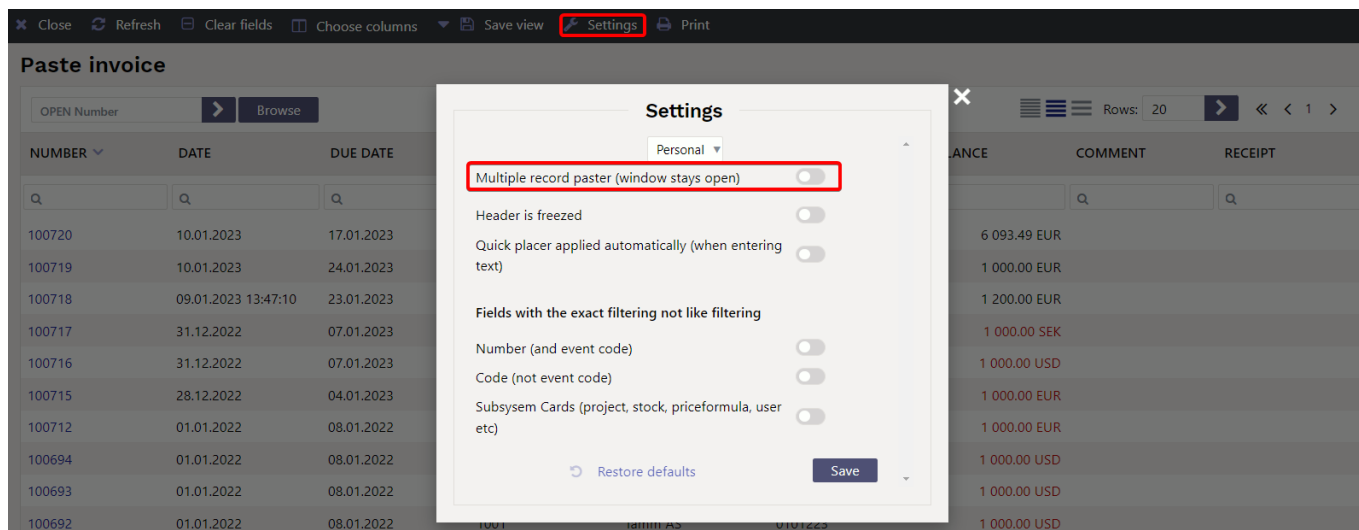 Close Refresh Clear fields Choose columns Save view Settings Print
Paste invoice
OPEN Number Browse Rows: 20 1
Settings
Personal
NUMBER DATE DUE DATE COMMENT RECEIPT
Multiple record paster (window stays open)
Header is freezed
Quick placer applied automatically (when entering
text)
Fields with the exact filtering not like filtering
Number (and event code)
Code (not event code)
Subsysem Cards (project, stock, priceformula, user
etc)
Restore defaults Save
100720 10.01.2023 17.01.2023 6 093.49 EUR
100719 10.01.2023 24.01.2023 1 000.00 EUR
100718 09.01.2023 13:47:10 23.01.2023 1 200.00 EUR
100717 31.12.2022 07.01.2023 1 000.00 SEK
100716 31.12.2022 07.01.2023 1 000.00 USD
100715 28.12.2022 04.01.2023 1 000.00 EUR
100712 01.01.2022 08.01.2022 1 000.00 EUR
100694 01.01.2022 08.01.2022 1 000.00 USD
100693 01.01.2022 08.01.2022 1 000.00 USD
100692 01.01.2022 08.01.2022 1001 Tamm AS 0101223 1 000.00 USD